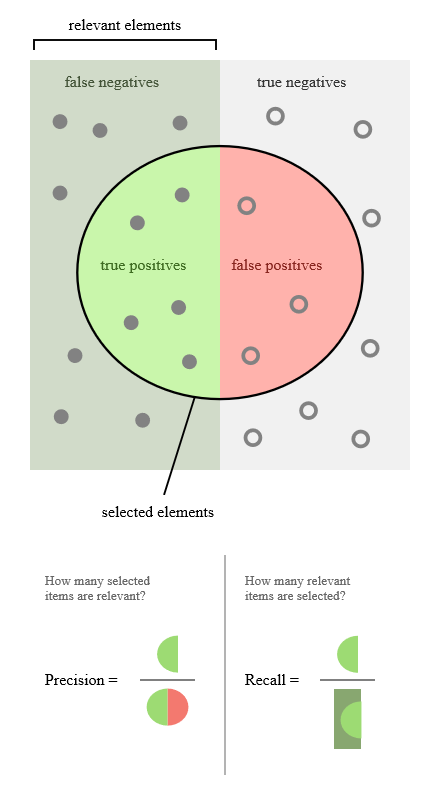 relevant elements
false negatives
true negatives
true positives
false positives
selected elements
How many selected
items are relevant?
How many relevant
items are selected?
Precision =
Recall =